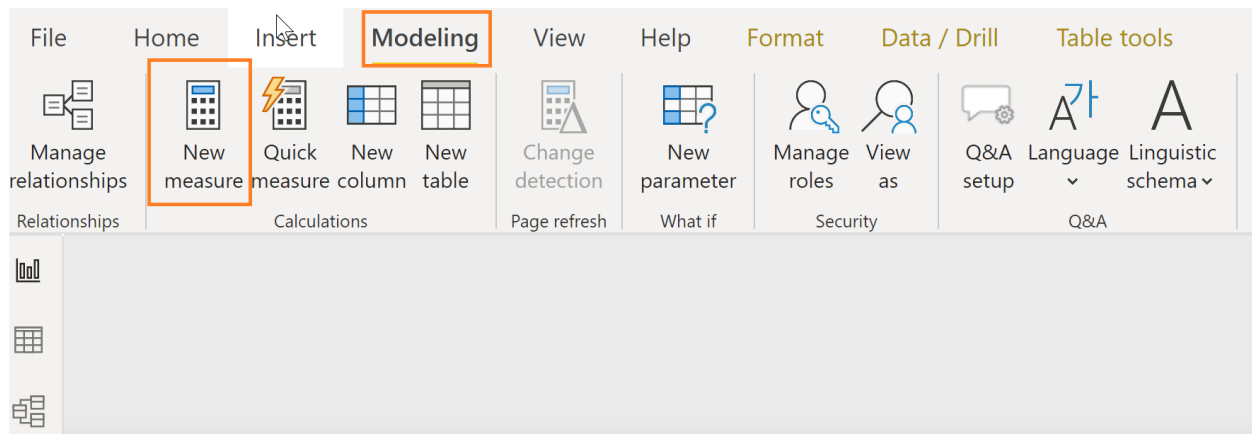 File Home Insert Modeling View Help Format Data / Drill Table tools
Manage New Quick New New Change New Manage View Q&A Language Linguistic
relationships measure measure column table detection parameter roles as setup schema
Relationships Calculations Page refresh What if Security Q&A